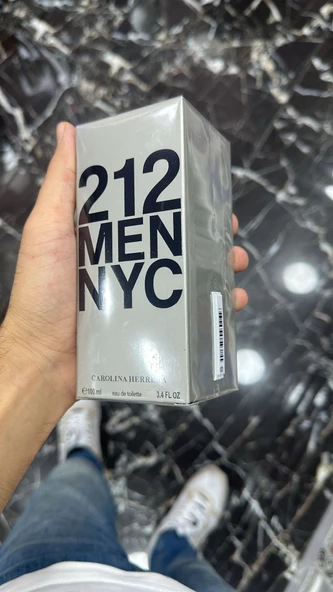 212
MEN
NYC
CAROLINA HERRERA
℮100 ml eau de toilette 3.4 FL OZ